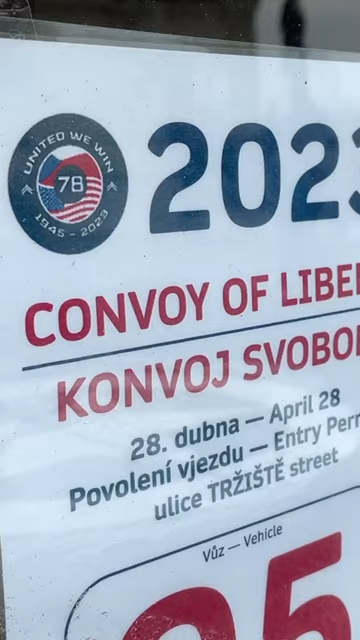 UNITED WE WIN
78
1945 - 2023
2023
CONVOY OF LIBER
KONVOJ SVOBO
28. dubna — April 28
Povolení vjezdu — Entry Perm
ulice TRŽIŠTĚ street
Vůz — Vehicle